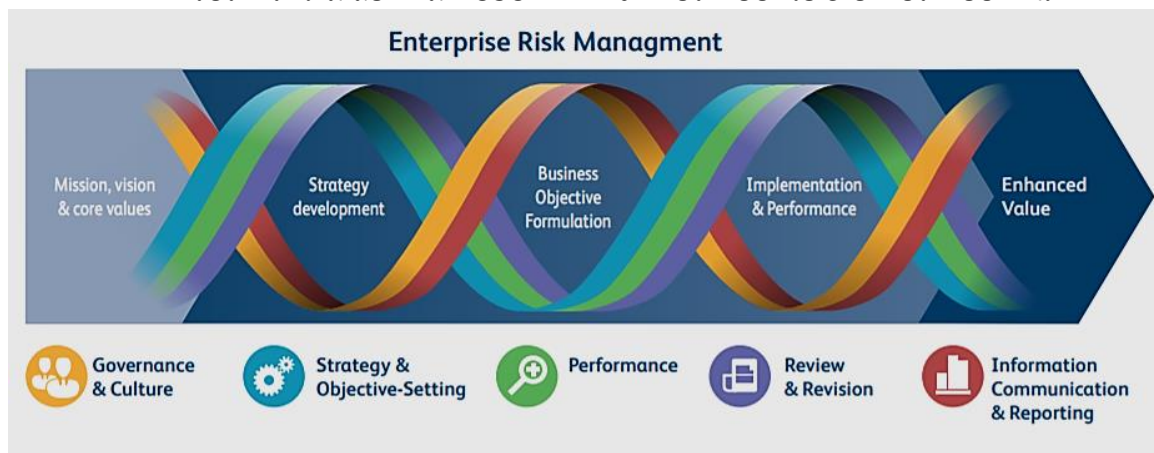 Enterprise Risk Managment
Mission, vision
& core values
Strategy
development
Business
Objective
Formulation
Implementation
& Performance
Enhanced
Value
Governance
& Culture
Strategy &
Objective-Setting
Performance
Review
& Revision
Information
Communication
& Reporting